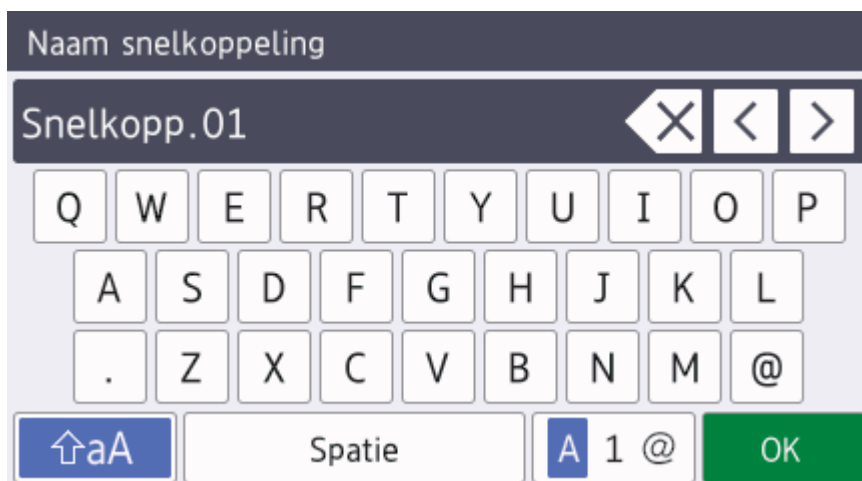 Naam snelkoppeling
Snelkopp.01
Q W E R T Y U I O P
A S D F G H J K L
. Z X C V B N M @
aA Spatie A 1 @ OK